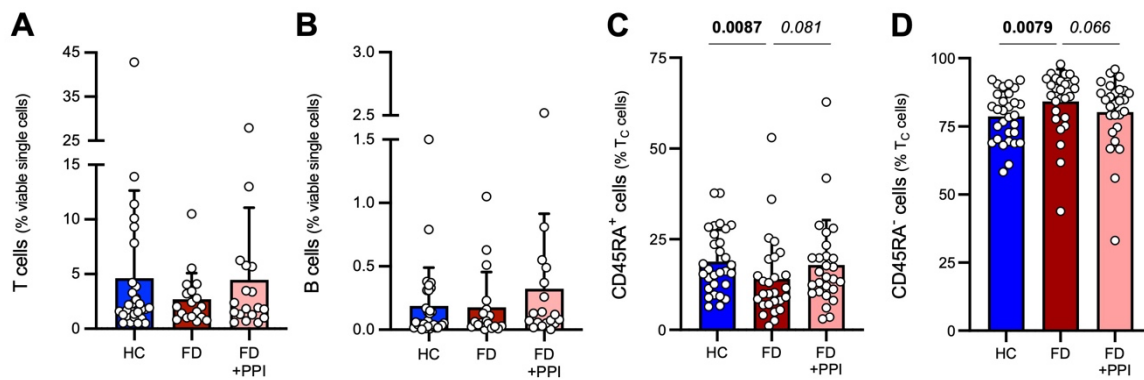 A
T cells (% viable single cells)
45
35
25
15
10
5
0
HC
FD
FD
+PPI
B
B cells (% viable single cells)
3.0
2.5
1.5
1.0
0.5
0.0
HC
FD
FD
+PPI
C
0.0087
0.081
CD45RA+ cells (% TC cells)
75
50
25
0
HC
FD
FD
+PPI
D
0.0079
0.066
CD45RA- cells (% TC cells)
100
75
50
25
0
HC
FD
FD
+PPI